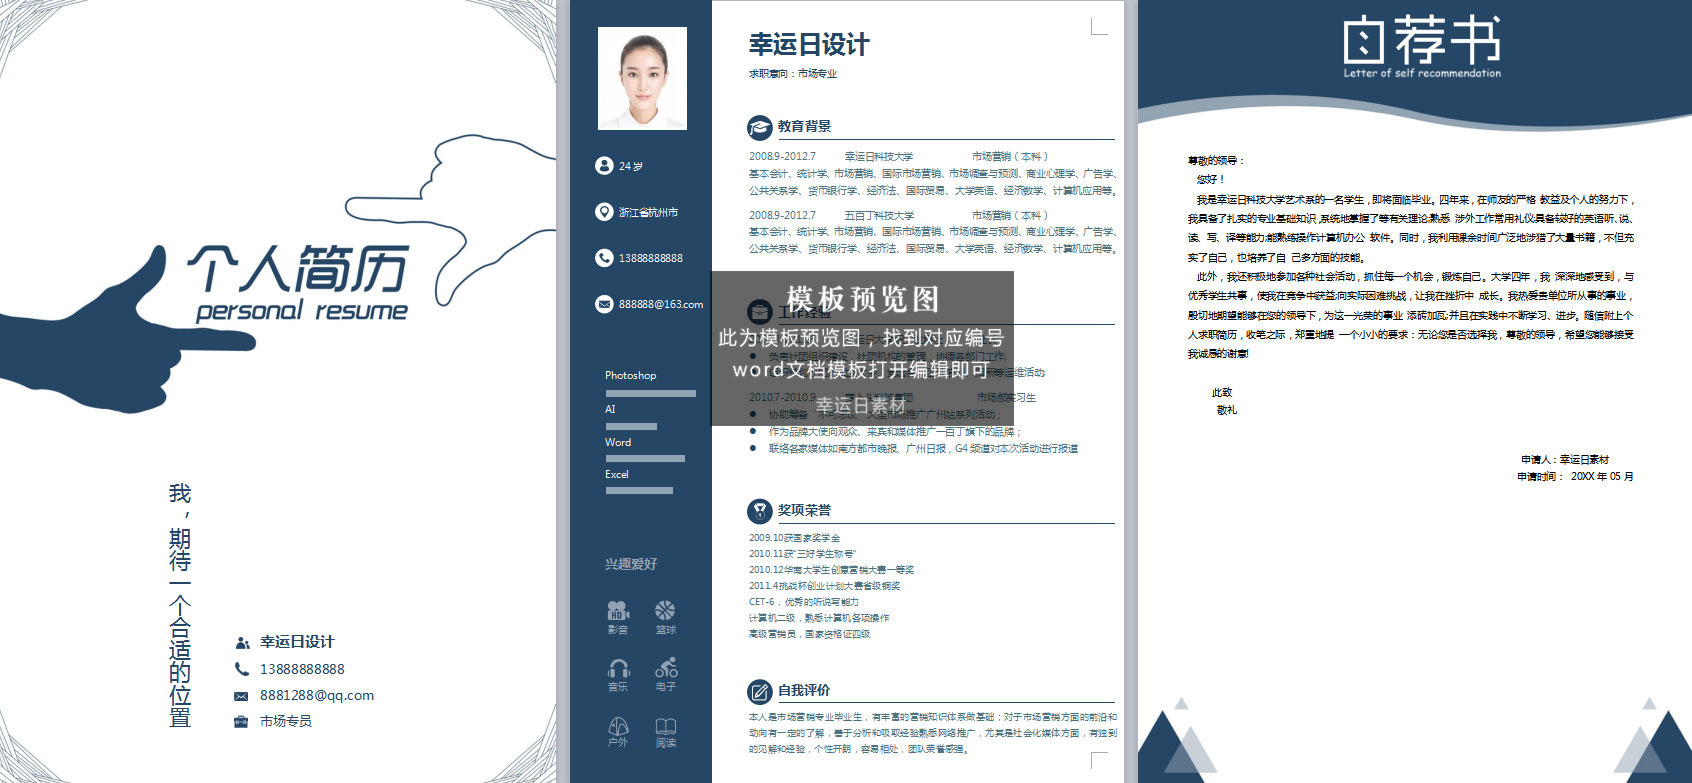 个人简历
personal resume
我，期待一个合适的位置
幸运日设计
13888888888
8881288@qq.com
市场专员
24 岁
浙江省杭州市
13888888888
888888@163.com
Photoshop
AI
Word
Excel
兴趣爱好
HD
影音
篮球
音乐
电子
户外
阅读
幸运日设计
求职意向：市场专业
教育背景
2008.9-2012.7 幸运日科技大学 市场营销（本科）
基本会计、统计学、市场营销、国际市场营销、市场调查与预测、商业心理学、广告学、
公共关系学、货币银行学、经济法、国际贸易、大学英语、经济数学、计算机应用等。
2008.9-2012.7 五百丁科技大学 市场营销（本科）
基本会计、统计学、市场营销、国际市场营销、市场调查与预测、商业心理学、广告学、
公共关系学、货币银行学、经济法、国际贸易、大学英语、经济数学、计算机应用等。
工作经验
模板预览图
此为模板预览图，找到对应编号
word文档模板打开编辑即可
幸运日素材
负责社团组织建设，社团机构的管理，协调各部门工作;
等运维活动
2010.7-2010.9 集团 市场部实习生
协助筹备 大型市场推广广州站系列活动；
作为品牌大使向观众、来宾和媒体推广一百丁旗下的品牌；
联络各家媒体如南方都市晚报、广州日报，G4 频道对本次活动进行报道
奖项荣誉
2009.10获国家奖学金
2010.11获“三好学生称号”
2010.12华南大学生创意营销大赛一等奖
2011.4挑战杯创业计划大赛省级铜奖
CET-6，优秀的听说写能力
计算机二级，熟悉计算机各项操作
高级营销员，国家资格证四级
自我评价
本人是市场营销专业毕业生，有丰富的营销知识体系做基础；对于市场营销方面的前沿和
动向有一定的了解，善于分析和吸取经验熟悉网络推广，尤其是社会化媒体方面，有独到
的见解和经验，个性开朗，容易相处，团队荣誉感强。
自荐书
Letter of self recommendation
尊敬的领导：
您好！
我是幸运日科技大学艺术系的一名学生，即将面临毕业。四年来，在师友的严格 教益及个人的努力下，
我具备了扎实的专业基础知识 ,系统地掌握了等有关理论;熟悉 涉外工作常用礼仪;具备较好的英语听、说、
读、写、译等能力;能熟练操作计算机办公 软件。同时，我利用课余时间广泛地涉猎了大量书籍，不但充
实了自己，也培养了自 己多方面的技能。
此外，我还积极地参加各种社会活动，抓住每一个机会，锻炼自己。大学四年，我 深深地感受到，与
优秀学生共事，使我在竞争中获益;向实际困难挑战，让我在挫折中 成长。我热爱贵单位所从事的事业，
殷切地期望能够在您的领导下，为这一光荣的事业 添砖加瓦;并且在实践中不断学习、进步。随信附上个
人求职简历，收笔之际，郑重地提 一个小小的要求：无论您是否选择我，尊敬的领导，希望您能够接受
我诚恳的谢意!
此致
敬礼
申请人：幸运日素材
申请时间： 20XX 年 05 月